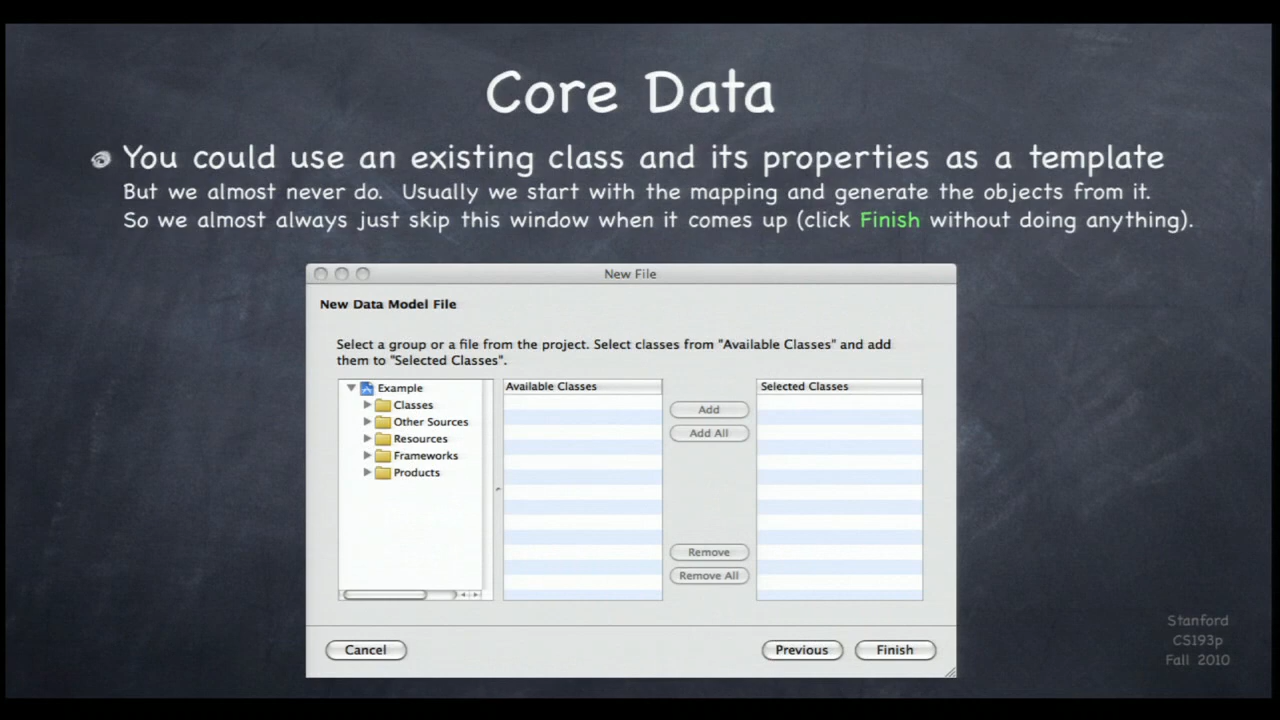 Core Data
You could use an existing class and its properties as a template
But we almost never do. Usually we start with the mapping and generate the objects from it.
So we almost always just skip this window when it comes up (click Finish without doing anything).
New File
New Data Model File
Select a group or a file from the project. Select classes from "Available Classes" and add
them to "Selected Classes".
Example
Classes
Other Sources
Resources
Frameworks
Products
Available Classes
Add
Add All
Remove
Remove All
Selected Classes
Cancel
Previous
Finish
Stanford
CS193p
Fall 2010